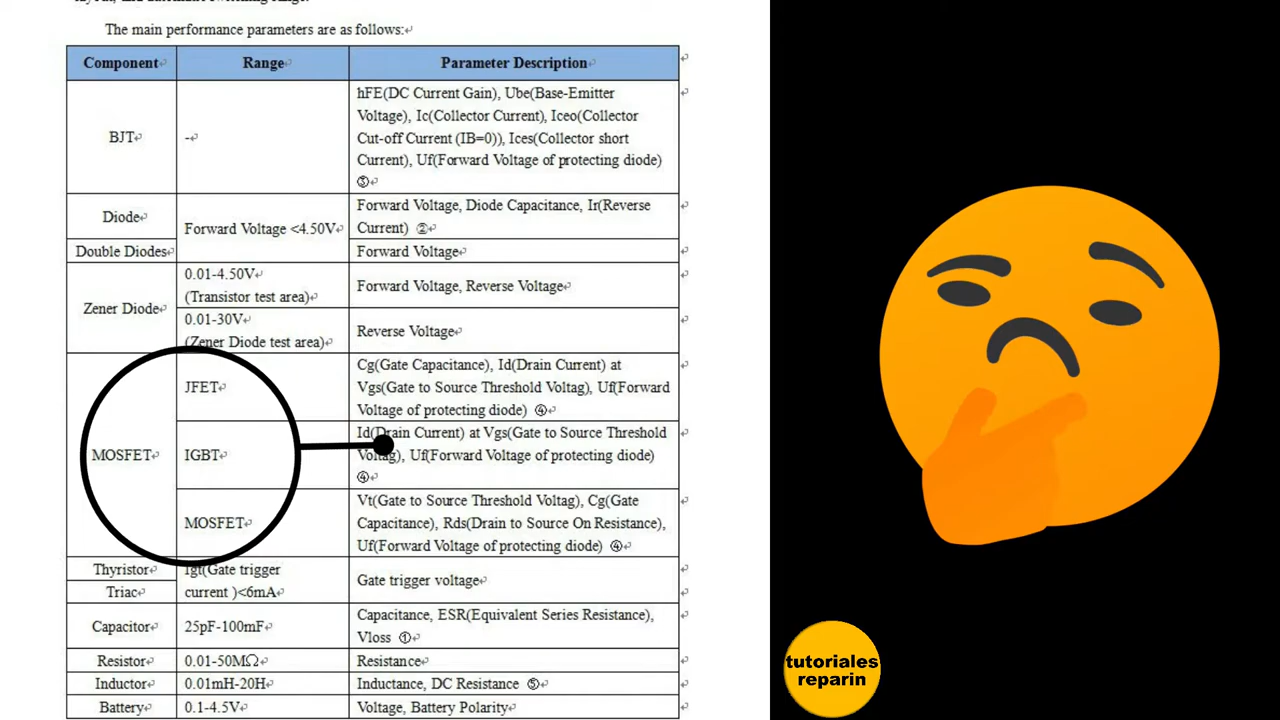 The main performance parameters are as follows:
Component Range Parameter Description
BJT
-
hFE(DC Current Gain), Ube(Base-Emitter
Voltage), Ic(Collector Current), Iceo(Collector
Cut-off Current (IB=0)), Ices(Collector short
Current), Uf(Forward Voltage of protecting diode)
③
Diode
Forward Voltage <4.50V
Forward Voltage, Diode Capacitance, Ir(Reverse
Current) ②
Double Diodes
Forward Voltage
Zener Diode
0.01-4.50V
(Transistor test area)
Forward Voltage, Reverse Voltage
0.01-30V
(Zener Diode test area)
Reverse Voltage
MOSFET
JFET
Cg(Gate Capacitance), Id(Drain Current) at
Vgs(Gate to Source Threshold Voltag), Uf(Forward
Voltage of protecting diode) ④
IGBT
Id(Drain Current) at Vgs(Gate to Source Threshold
Voltag), Uf(Forward Voltage of protecting diode)
④
MOSFET
Vt(Gate to Source Threshold Voltag), Cg(Gate
Capacitance), Rds(Drain to Source On Resistance),
Uf(Forward Voltage of protecting diode) ④
Thyristor
Triac
Igt(Gate trigger
current )<6mA
Gate trigger voltage
Capacitor
25pF-100mF
Capacitance, ESR(Equivalent Series Resistance),
Vloss ①
Resistor 0.01-50MΩ Resistance
Inductor 0.01mH-20H Inductance, DC Resistance ⑤
Battery 0.1-4.5V Voltage, Battery Polarity
tutoriales
reparin